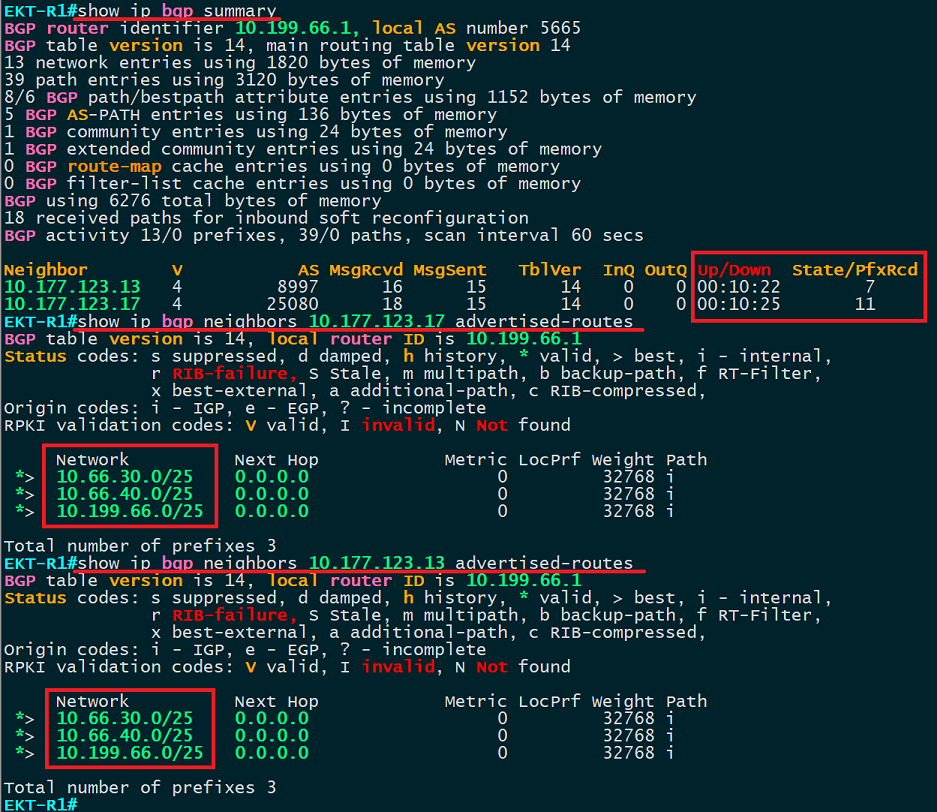 EKT-R1#show ip bgp summary
BGP router identifier 10.199.66.1, local AS number 5665
BGP table version is 14, main routing table version 14
13 network entries using 1820 bytes of memory
39 path entries using 3120 bytes of memory
8/6 BGP path/bestpath attribute entries using 1152 bytes of memory
5 BGP AS-PATH entries using 136 bytes of memory
1 BGP community entries using 24 bytes of memory
1 BGP extended community entries using 24 bytes of memory
0 BGP route-map cache entries using 0 bytes of memory
0 BGP filter-list cache entries using 0 bytes of memory
BGP using 6276 total bytes of memory
18 received paths for inbound soft reconfiguration
BGP activity 13/0 prefixes, 39/0 paths, scan interval 60 secs
Neighbor V AS MsgRcvd MsgSent TblVer InQ OutQ Up/Down State/PfxRcd
10.177.123.13 4 8997 16 15 14 0 0 00:10:22 7
10.177.123.17 4 25080 18 15 14 0 0 00:10:25 11
EKT-R1#show ip bgp neighbors 10.177.123.17 advertised-routes
BGP table version is 14, local router ID is 10.199.66.1
Status codes: s suppressed, d damped, h history, * valid, > best, i - internal,
r RIB-failure, S Stale, m multipath, b backup-path, f RT-Filter,
x best-external, a additional-path, c RIB-compressed,
Origin codes: i - IGP, e - EGP, ? - incomplete
RPKI validation codes: V valid, I invalid, N Not found
Network Next Hop Metric LocPrf Weight Path
*> 10.66.30.0/25 0.0.0.0 0 32768 i
*> 10.66.40.0/25 0.0.0.0 0 32768 i
*> 10.199.66.0/25 0.0.0.0 0 32768 i
Total number of prefixes 3
EKT-R1#show ip bgp neighbors 10.177.123.13 advertised-routes
BGP table version is 14, local router ID is 10.199.66.1
Status codes: s suppressed, d damped, h history, * valid, > best, i - internal,
r RIB-failure, S Stale, m multipath, b backup-path, f RT-Filter,
x best-external, a additional-path, c RIB-compressed,
Origin codes: i - IGP, e - EGP, ? - incomplete
RPKI validation codes: V valid, I invalid, N Not found
Network Next Hop Metric LocPrf Weight Path
*> 10.66.30.0/25 0.0.0.0 0 32768 i
*> 10.66.40.0/25 0.0.0.0 0 32768 i
*> 10.199.66.0/25 0.0.0.0 0 32768 i
Total number of prefixes 3
EKT-R1#